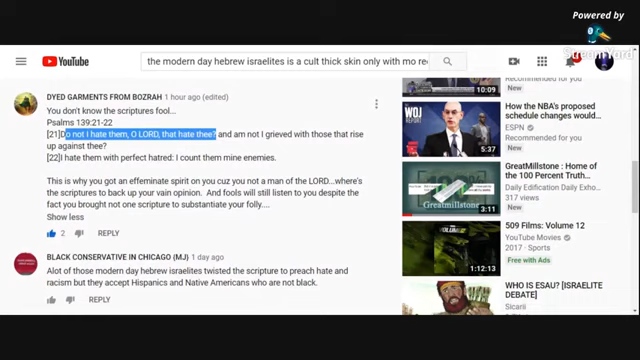 Powered by
StreamYard
YouTube
the modern day hebrew israelites is a cult thick skin only with mo re
DYED GARMENTS FROM BOZRAH 1 hour ago (edited)
You don't know the scriptures fool...
Psalms 139:21-22
[21]Do not I hate them, O LORD, that hate thee? and am not I grieved with those that rise
up against thee?
[22]I hate them with perfect hatred: I count them mine enemies.
This is why you got an effeminate spirit on you cuz you not a man of the LORD...where's
the scriptures to back up your vain opinion. And fools will still listen to you despite the
fact you brought not one scripture to substantiate your folly....
Show less
2 REPLY
BLACK CONSERVATIVE IN CHICAGO (MJ) 1 day ago
Alot of those modern day hebrew israelites twisted the scripture to preach hate and
racism but they accept Hispanics and Native Americans who are not black.
REPLY
10:09
New
WOJ
REPORT
5:37
How the NBA's proposed
schedule changes would...
ESPN
New
GREATMILLSTONE
3:11
GreatMillstone : Home of
the 100 Percent Truth...
Daily Edification Daily Exho...
317 views
New
1:12:13
509 Films: Volume 12
YouTube Movies
2017 · Sports
Free with Ads
WHO IS ESAU? [ISRAELITE
DEBATE]
Sicarii